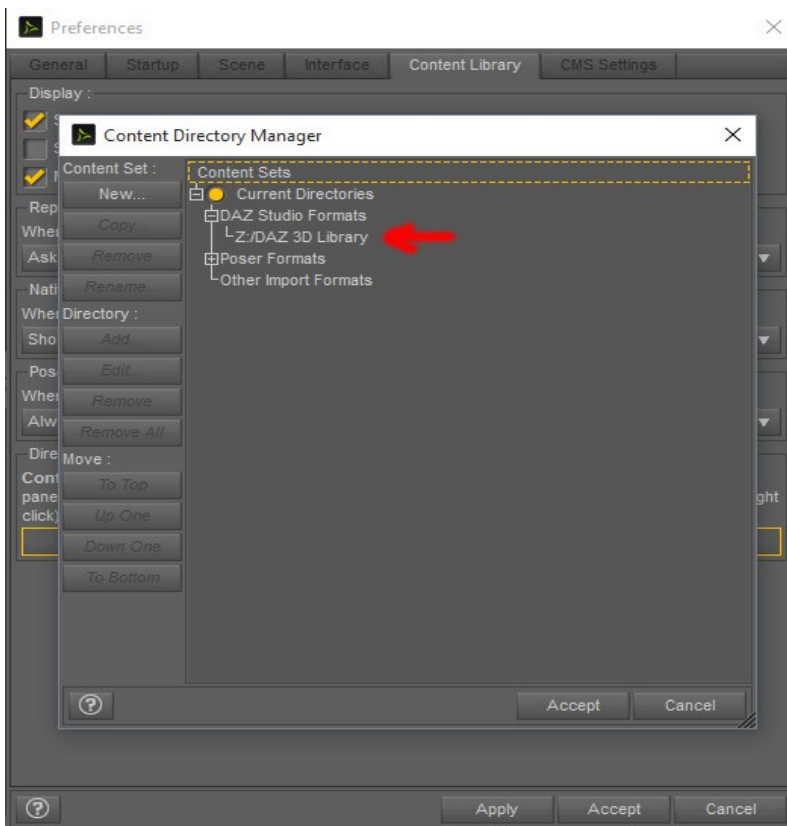 Preferences
General Startup Scene Interface Content Library CMS Settings
Display :
Content Directory Manager
Content Set :
Content Sets
New...
Current Directories
Copy...
DAZ Studio Formats
Remove
Z:/DAZ 3D Library
Rename...
Poser Formats
Other Import Formats
Directory :
Add...
Edit...
Remove
Remove All
Move :
To Top
Up One
Down One
To Bottom
Ask
click)
Accept Cancel
Apply Accept Cancel